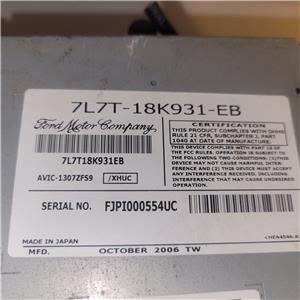 7L7T-18K931-EB
Ford Motor Company
7L7T18K931EB
AVIC-1307ZF59 /XHUC
CERTIFICATION
THIS PRODUCT COMPLIES WITH DHHS
RULE 21 CFR, SUBCHAPTER J, PART
1040 AT DATE OF MANUFACTURE.
THIS DEVICE COMPLIES WITH PART 15 OF
THE FCC RULES. OPERATION IS SUBJECT
TO THE FOLLOWING TWO CONDITIONS:
(1) THIS DEVICE MAY NOT CAUSE HARMFUL
INTERFERENCE, AND (2) THIS DEVICE
MUST ACCEPT ANY INTERFERENCE
RECEIVED, INCLUDING INTERFERENCE
THAT MAY CAUSE UNDESIRED
OPERATION.
SERIAL NO. FJPI000554UC
MADE IN JAPAN
MFD. OCTOBER 2006 TW